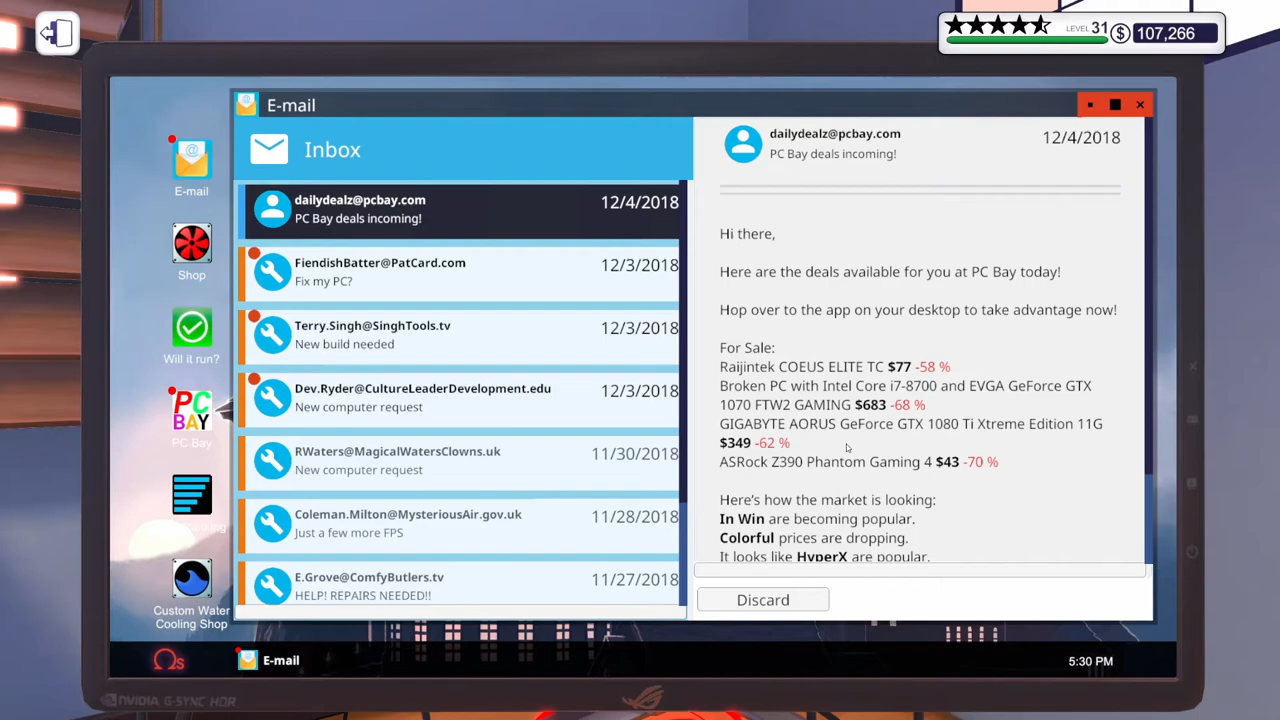 LEVEL 31 $ 107,266
E-mail
Inbox
dailydealz@pcbay.com 12/4/2018
PC Bay deals incoming!
FiendishBatter@PatCard.com 12/3/2018
Fix my PC?
Terry.Singh@SinghTools.tv 12/3/2018
New build needed
Dev.Ryder@CultureLeaderDevelopment.edu 12/3/2018
New computer request
RWaters@MagicalWatersClowns.uk 11/30/2018
New computer request
Coleman.Milton@MysteriousAir.gov.uk 11/28/2018
Just a few more FPS
E.Grove@ComfyButlers.tv 11/27/2018
HELP! REPAIRS NEEDED!!
dailydealz@pcbay.com 12/4/2018
PC Bay deals incoming!
Hi there,
Here are the deals available for you at PC Bay today!
Hop over to the app on your desktop to take advantage now!
For Sale:
Raijintek COEUS ELITE TC $77 -58 %
Broken PC with Intel Core i7-8700 and EVGA GeForce GTX
1070 FTW2 GAMING $683 -68 %
GIGABYTE AORUS GeForce GTX 1080 Ti Xtreme Edition 11G
$349 -62 %
ASRock Z390 Phantom Gaming 4 $43 -70 %
Here's how the market is looking:
In Win are becoming popular.
Colorful prices are dropping.
It looks like HyperX are popular.
Discard
E-mail
Shop
Will it run?
PC
BAY
PC Bay
Custom Water
Cooling Shop
Ωs
E-mail
5:30 PM
NVIDIA G-SYNC HDR